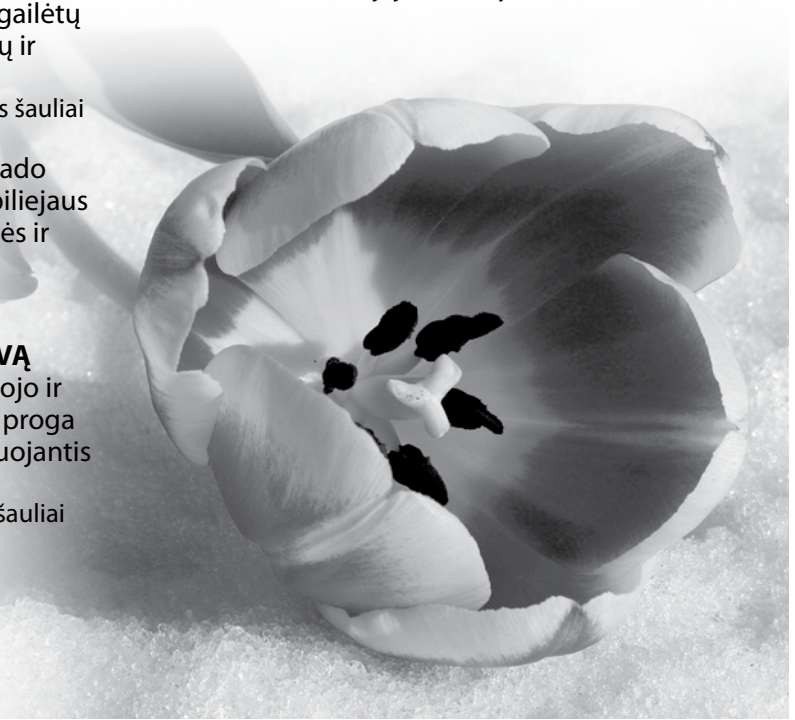 gailėtų
ų ir
s šauliai
ado
biliejaus
ės ir
VĄ
ojo ir
proga
uojantis
šauliai